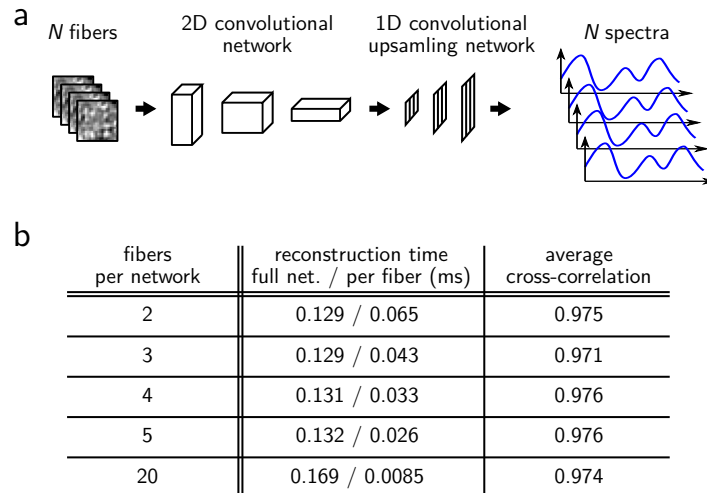 a
N fibers
2D convolutional
network
1D convolutional
upsamling network
N spectra
b
fibers
per network
reconstruction time
full net. / per fiber (ms)
average
cross-correlation
2 0.129 / 0.065 0.975
3 0.129 / 0.043 0.971
4 0.131 / 0.033 0.976
5 0.132 / 0.026 0.976
20 0.169 / 0.0085 0.974